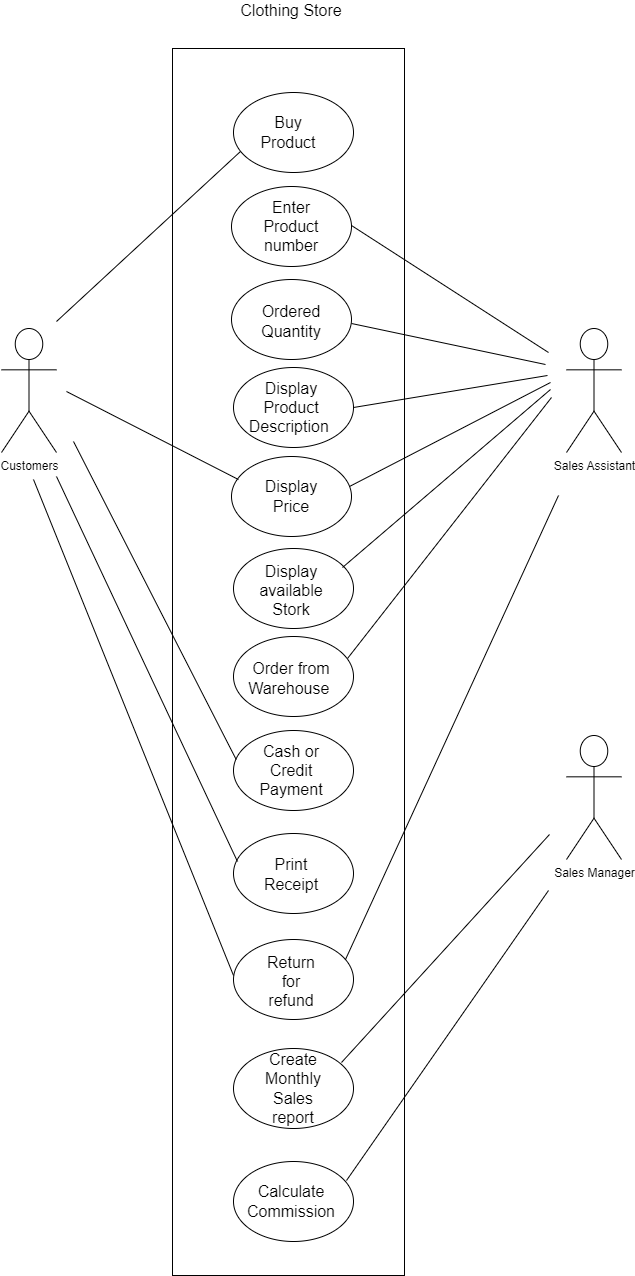 Clothing Store
Buy
Product
Enter
Product
number
Ordered
Quantity
Display
Product
Description
Customers
Sales Assistant
Display
Price
Display
available
Stork
Order from
Warehouse
Cash or
Credit
Payment
Print
Receipt
Sales Manager
Return
for
refund
Create
Monthly
Sales
report
Calculate
Commission